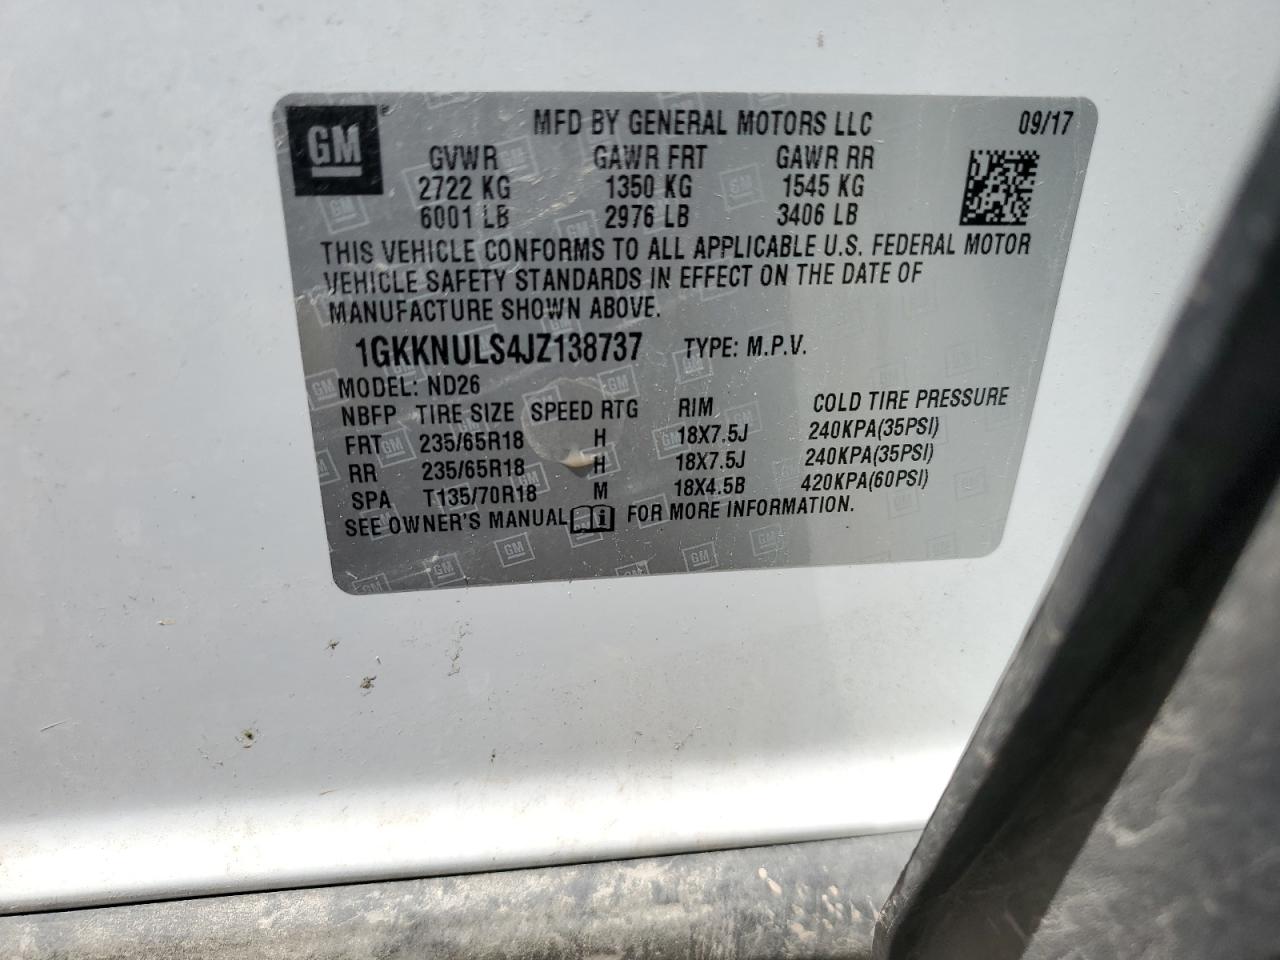 GM
MFD BY GENERAL MOTORS LLC 09/17
GVWR GAWR FRT GAWR RR
2722 KG 1350 KG 1545 KG
6001 LB 2976 LB 3406 LB
THIS VEHICLE CONFORMS TO ALL APPLICABLE U.S. FEDERAL MOTOR
VEHICLE SAFETY STANDARDS IN EFFECT ON THE DATE OF
MANUFACTURE SHOWN ABOVE.
1GKKNULS4JZ138737 TYPE: M.P.V.
MODEL: ND26
NBFP TIRE SIZE SPEED RTG RIM COLD TIRE PRESSURE
FRT 235/65R18 H 18X7.5J 240KPA(35PSI)
RR 235/65R18 H 18X7.5J 240KPA(35PSI)
SPA T135/70R18 M 18X4.5B 420KPA(60PSI)
SEE OWNER'S MANUAL FOR MORE INFORMATION.